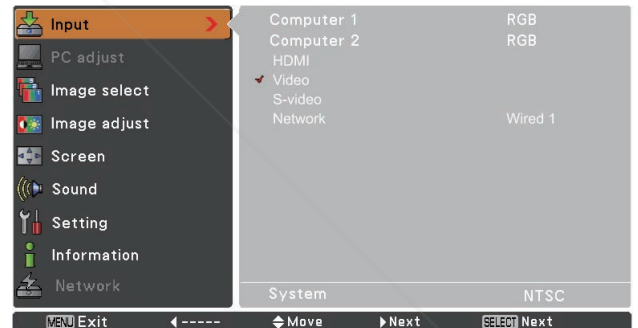 Input
PC adjust
Image select
Image adjust
Screen
Sound
Setting
Information
Network
Computer 1 RGB
Computer 2 RGB
HDMI
Video
S-video
Network Wired 1
System NTSC
MENU Exit ----- Move Next SELECT Next